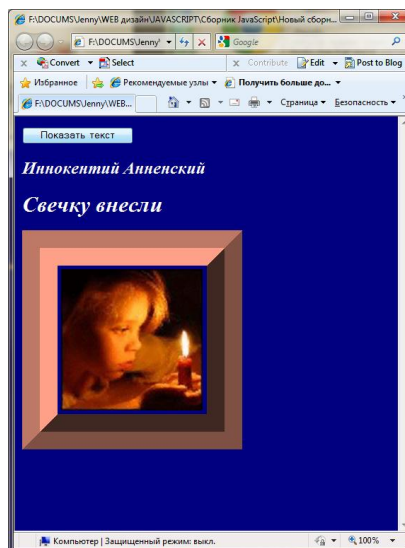 F:\DOCUMS\Jenny\WEB дизайн\JAVASCRIPT\Сборник JavaScript\Новый сборн...
F:\DOCUMS\Jenny\ Google
x Convert Select x Contribute Edit Post to Blog
Избранное Рекомендуемые узлы Получить больше до...
F:\DOCUMS\Jenny\WEB... Страница Безопасность
Показать текст
Иннокентий Анненский
Свечку внесли
Компьютер | Защищенный режим: выкл. 100%